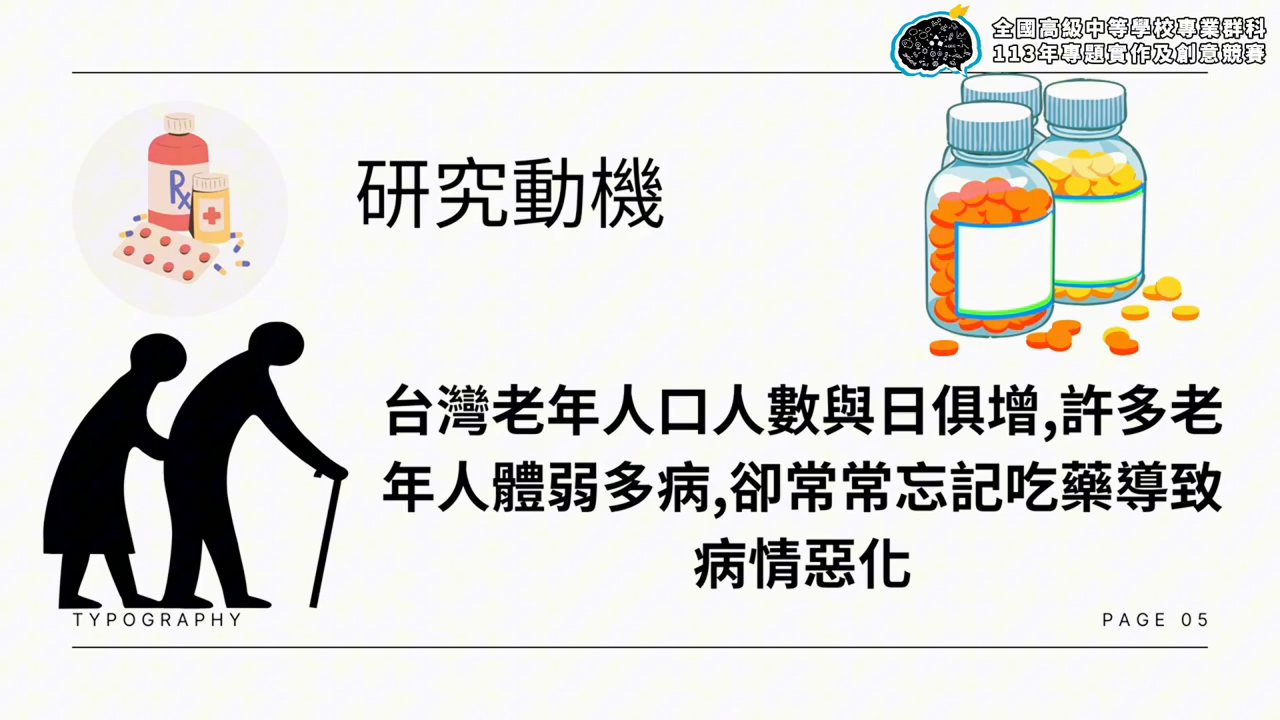 全國高級中等學校專業群科
113年專題實作及創意競賽
Rx
研究動機
台灣老年人口人數與日俱增,許多老
年人體弱多病,卻常常忘記吃藥導致
病情惡化
TYPOGRAPHY
PAGE 05